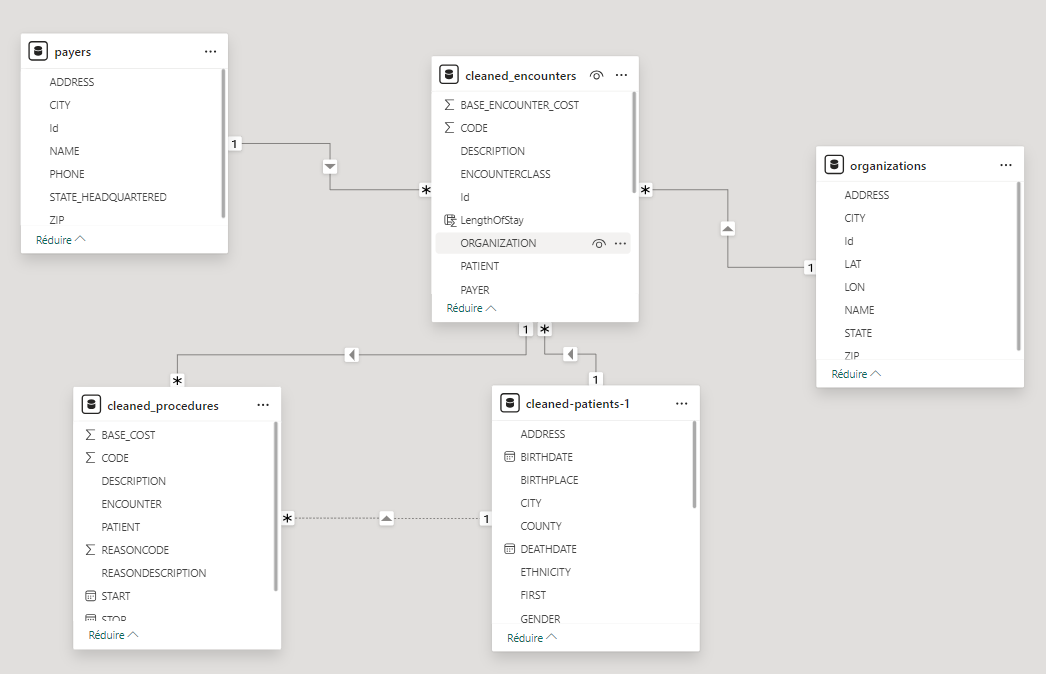 payers
ADDRESS
CITY
Id
NAME
PHONE
STATE_HEADQUARTERED
ZIP
Réduire
1
*
cleaned_encounters
BASE_ENCOUNTER_COST
CODE
DESCRIPTION
ENCOUNTERCLASS
Id
LengthOfStay
ORGANIZATION
PATIENT
PAYER
Réduire
*
1
organizations
ADDRESS
CITY
Id
LAT
LON
NAME
STATE
ZIP
Réduire
1 *
*
1
cleaned_procedures
BASE_COST
CODE
DESCRIPTION
ENCOUNTER
PATIENT
REASONCODE
REASONDESCRIPTION
START
STOP
Réduire
*
1
cleaned-patients-1
ADDRESS
BIRTHDATE
BIRTHPLACE
CITY
COUNTY
DEATHDATE
ETHNICITY
FIRST
GENDER
Réduire